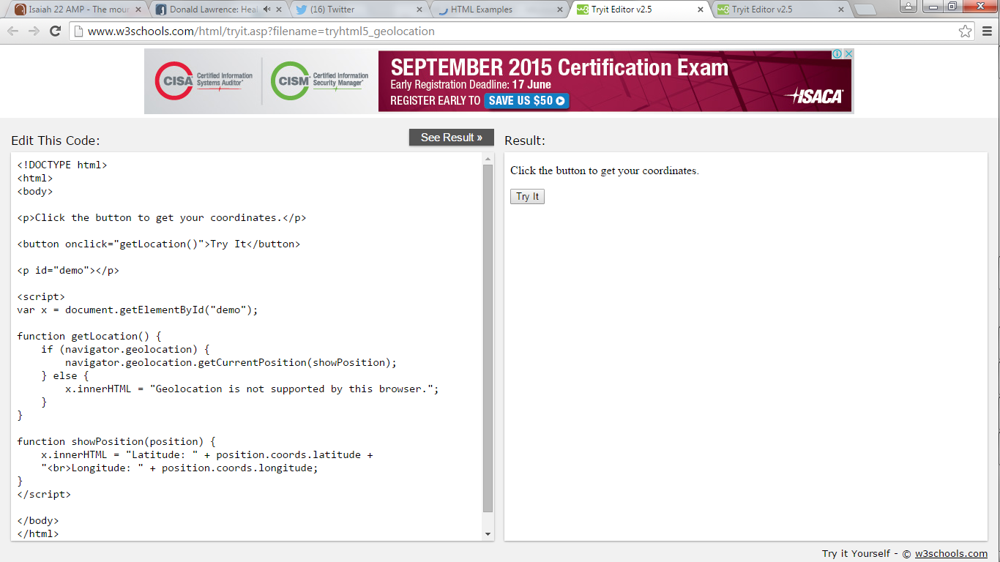 Isaiah 22 AMP - The moun
Donald Lawrence: Heal
(16) Twitter
HTML Examples
Tryit Editor v2.5
Tryit Editor v2.5
www.w3schools.com/html/tryit.asp?filename=tryhtml5_geolocation
CISA Certified Information Systems Auditor
CISM Certified Information Security Manager
SEPTEMBER 2015 Certification Exam
Early Registration Deadline: 17 June
REGISTER EARLY TO SAVE US $50
ISACA
Edit This Code:
See Result »
Result:
<!DOCTYPE html>
<html>
<body>
<p>Click the button to get your coordinates.</p>
<button onclick="getLocation()">Try It</button>
<p id="demo"></p>
<script>
var x = document.getElementById("demo");
function getLocation() {
    if (navigator.geolocation) {
        navigator.geolocation.getCurrentPosition(showPosition);
    } else {
        x.innerHTML = "Geolocation is not supported by this browser.";
    }
}
function showPosition(position) {
    x.innerHTML = "Latitude: " + position.coords.latitude +
    "<br>Longitude: " + position.coords.longitude;
}
</script>
</body>
</html>
Click the button to get your coordinates.
Try It
Try it Yourself - © w3schools.com